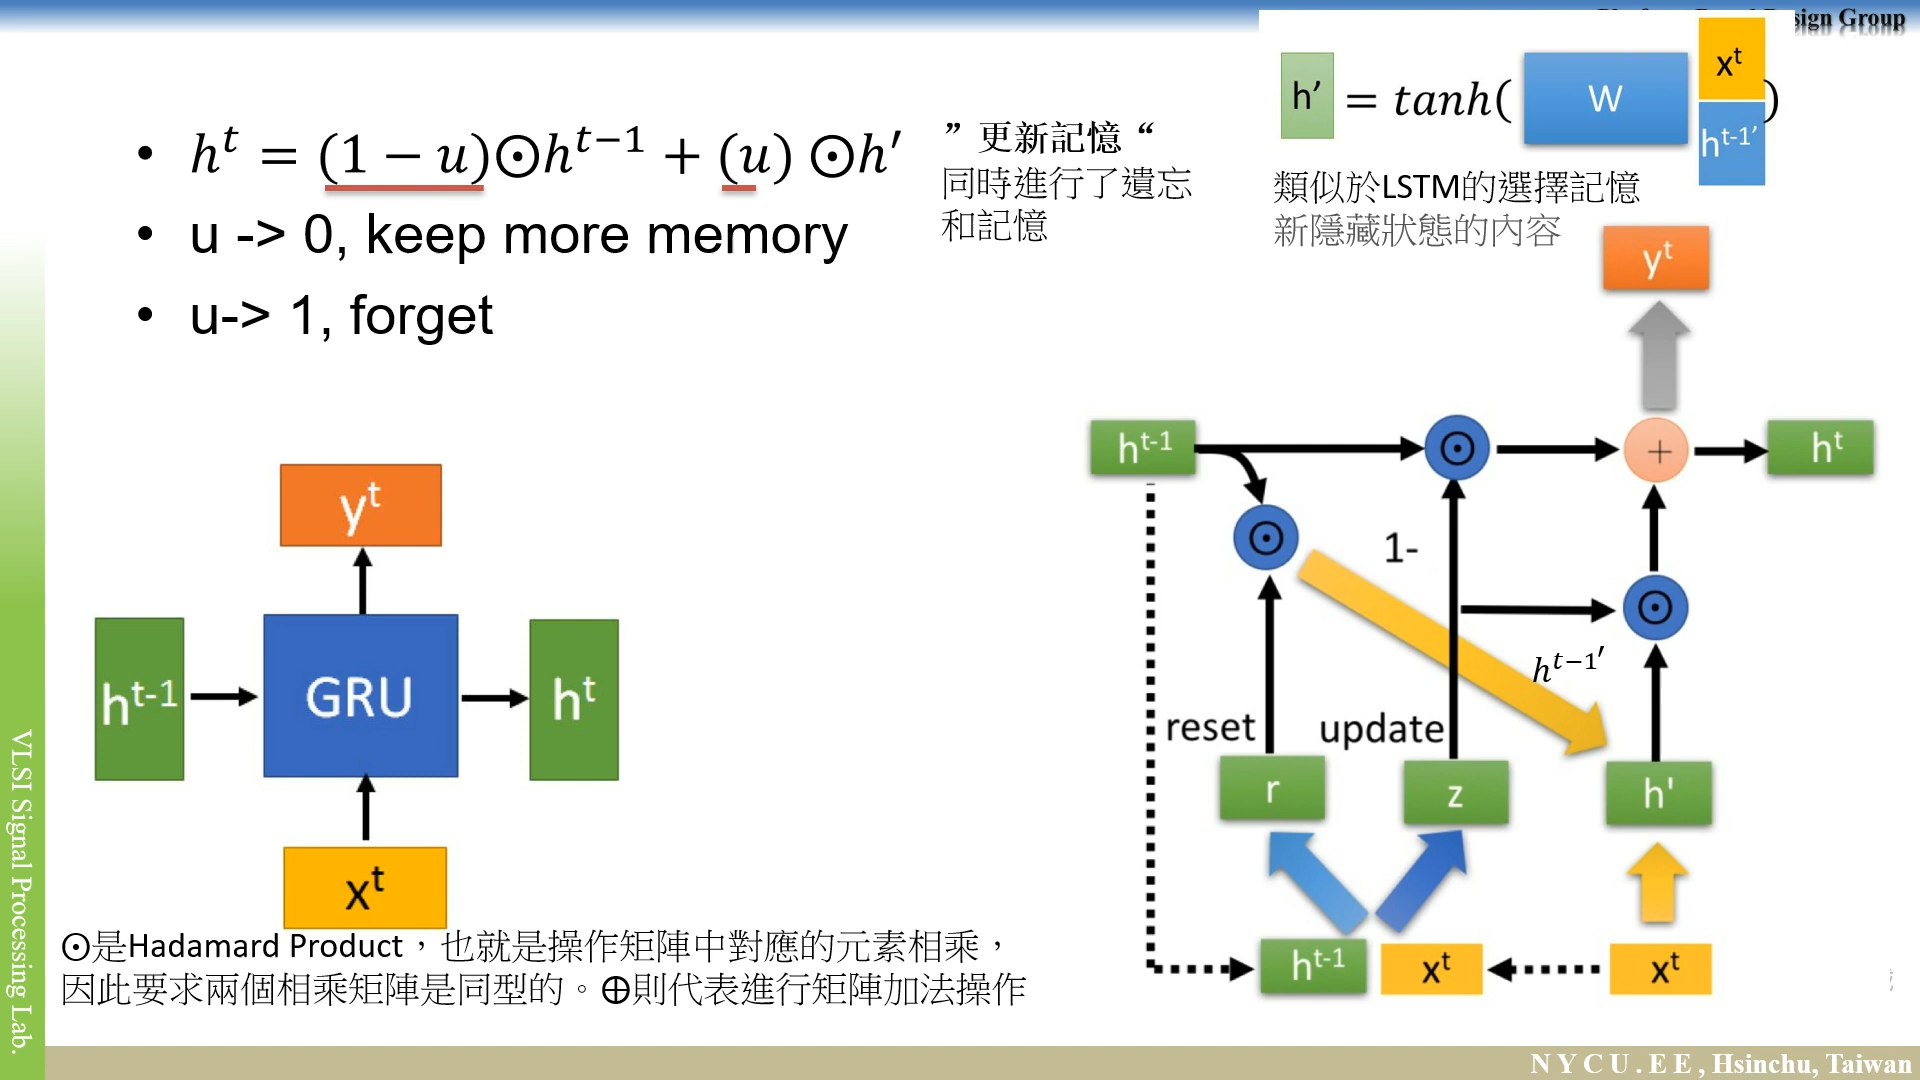 sign Group
h^t = (1 − u)⊙h^{t−1} + (u) ⊙h′
u -> 0, keep more memory
u-> 1, forget
”更新記憶“
同時進行了遺忘
和記憶
h′ = tanh( W x^t h^{t-1′} )
類似於LSTM的選擇記憶
新隱藏狀態的內容
y^t
h^{t-1}
GRU
h^t
x^t
y^t
h^{t-1}
⊙
+
h^t
⊙
1-
⊙
h^{t−1′}
reset
update
r
z
h'
h^{t-1}
x^t
x^t
⊙是Hadamard Product，也就是操作矩陣中對應的元素相乘，
因此要求兩個相乘矩陣是同型的。⊕則代表進行矩陣加法操作
VLSI Signal Processing Lab.
N Y C U . E E , Hsinchu, Taiwan